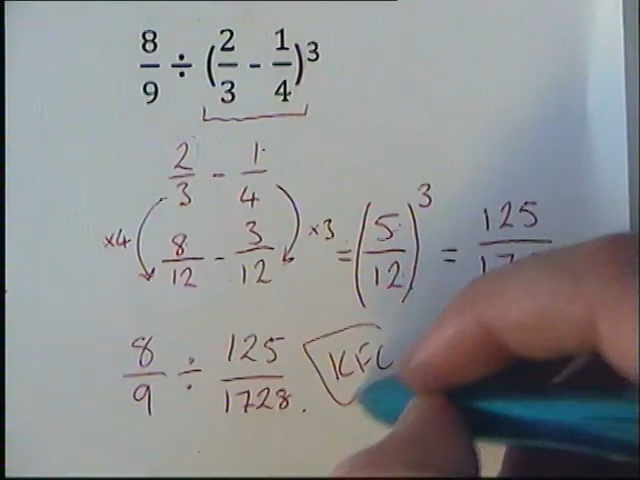 8/9 ÷ (2/3 - 1/4)³
2/3 - 1/4
×4 8/12 - 3/12 ×3 = (5/12)³ = 125/
8/9 ÷ 125/1728. KFC